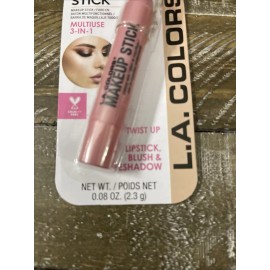 STICK
MULTIUSE
3-IN-1
MAKEUP STICK
L.A. COLORS
TWIST UP
LIPSTICK,
BLUSH &
EYESHADOW
NET WT. / POIDS NET
0.08 OZ. (2.3 g)